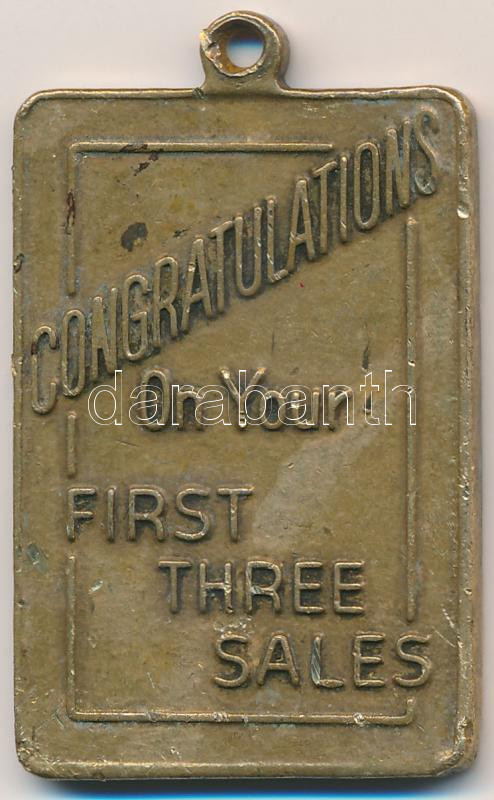 CONGRATULATIONS
On Your
FIRST
THREE
SALES
darabanth